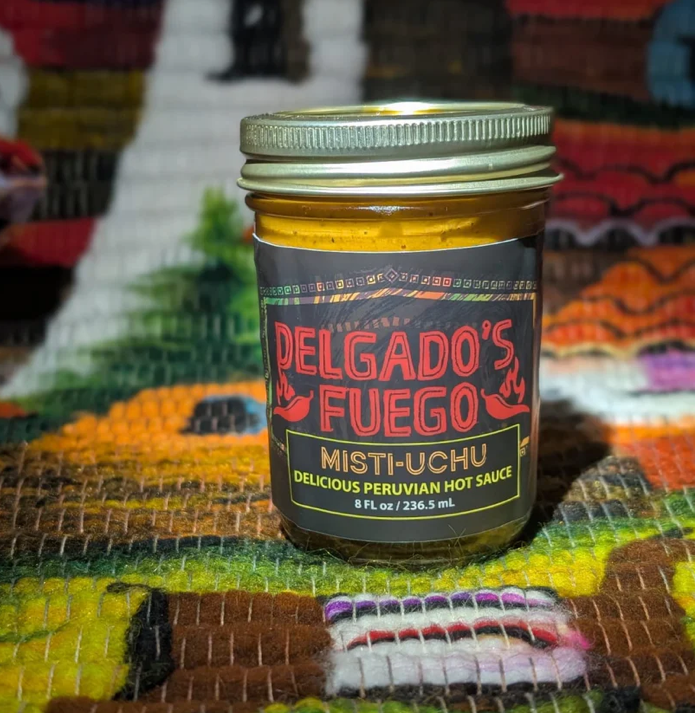 DELGADO'S
FUEGO
MISTI-UCHU
DELICIOUS PERUVIAN HOT SAUCE
8 FL oz / 236.5 mL